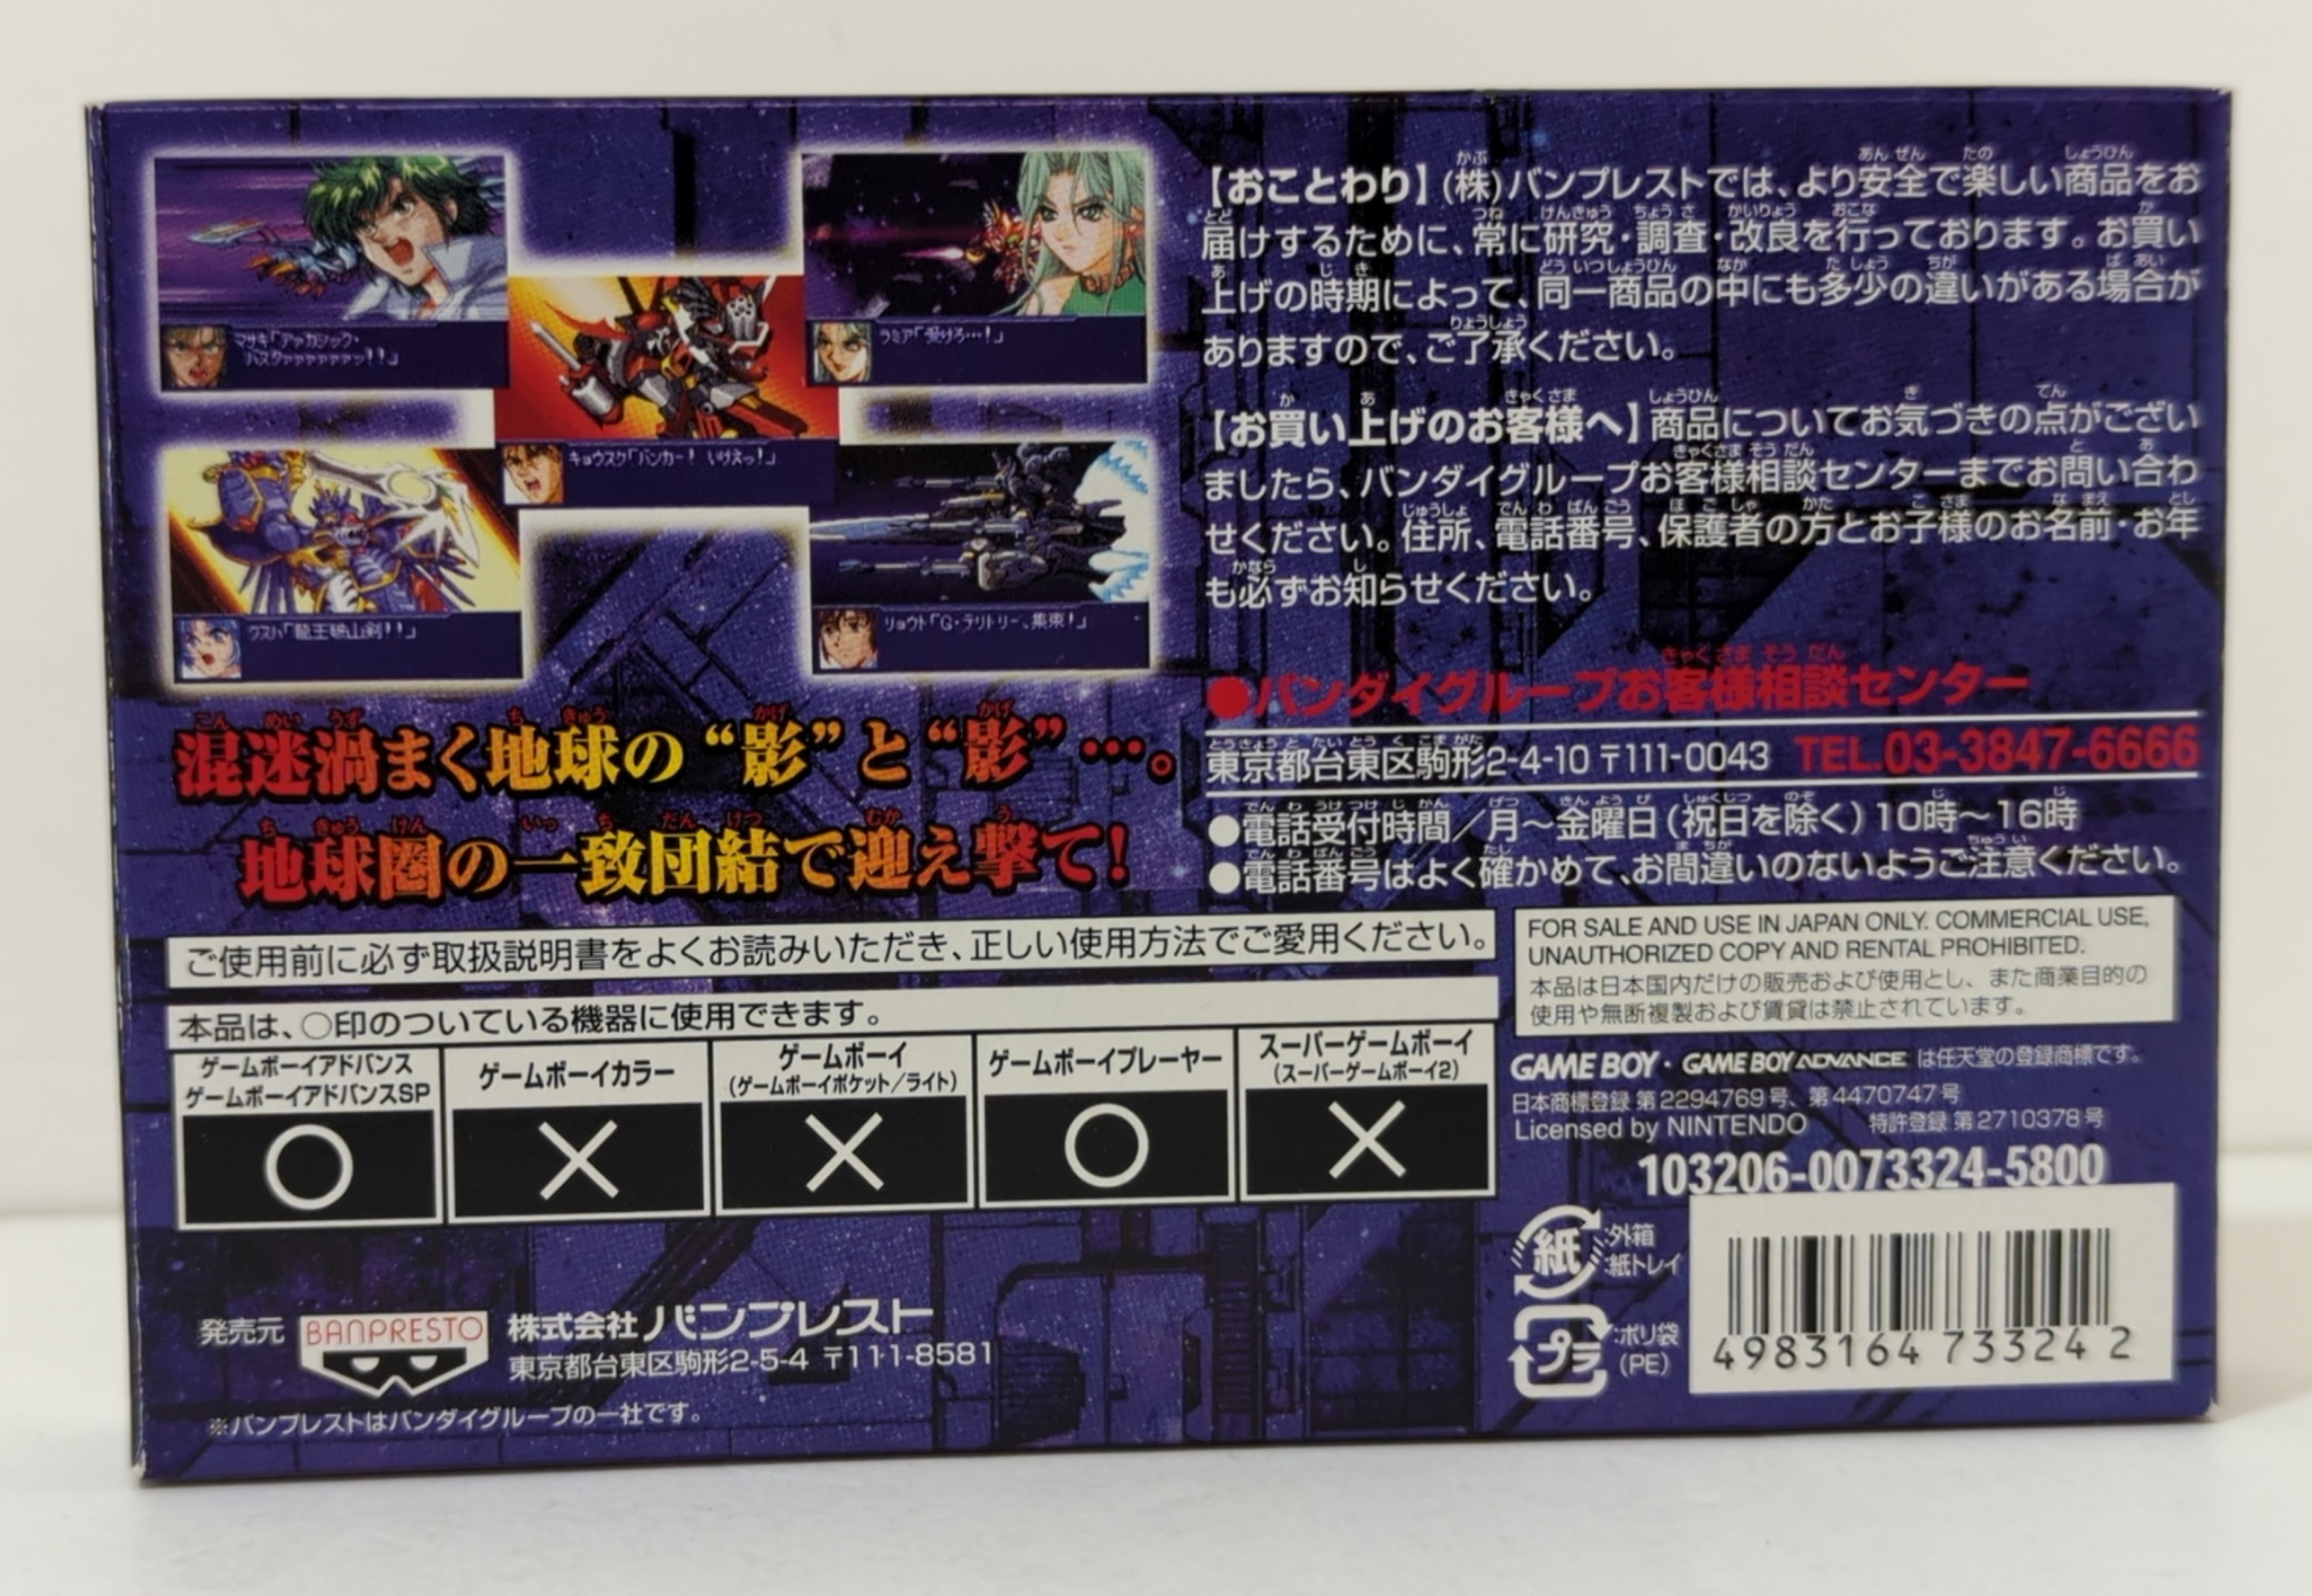 マサキ「アカシック・
バスタァァァァァァッ！！」
ラミア「受けろ…！」
キョウスケ「バンカー！ いけえっ！」
クスハ「龍王破山剣！！」
リョウト「G・テリトリー、集束！」
混迷渦まく地球の“影”と“影”…。
地球圏の一致団結で迎え撃て！
【おことわり】(株)バンプレストでは、より安全で楽しい商品をお
届けするために、常に研究・調査・改良を行っております。お買い
上げの時期によって、同一商品の中にも多少の違いがある場合が
ありますので、ご了承ください。
【お買い上げのお客様へ】商品についてお気づきの点がござい
ましたら、バンダイグループお客様相談センターまでお問い合わ
せください。住所、電話番号、保護者の方とお子様のお名前・お年
も必ずお知らせください。
●バンダイグループお客様相談センター
東京都台東区駒形2-4-10 〒111-0043 TEL.03-3847-6666
●電話受付時間／月～金曜日(祝日を除く)10時～16時
●電話番号はよく確かめて、お間違いのないようご注意ください。
ご使用前に必ず取扱説明書をよくお読みいただき、正しい使用方法でご愛用ください。
本品は、○印のついている機器に使用できます。
ゲームボーイアドバンス
ゲームボーイアドバンスSP
○
ゲームボーイカラー
×
ゲームボーイ
(ゲームボーイポケット／ライト)
×
ゲームボーイプレーヤー
○
スーパーゲームボーイ
(スーパーゲームボーイ2)
×
FOR SALE AND USE IN JAPAN ONLY. COMMERCIAL USE,
UNAUTHORIZED COPY AND RENTAL PROHIBITED.
本品は日本国内だけの販売および使用とし、また商業目的の
使用や無断複製および賃貸は禁止されています。
GAME BOY・GAME BOY ADVANCE は任天堂の登録商標です。
日本商標登録 第2294769号、第4470747号
Licensed by NINTENDO 特許登録 第2710378号
103206-0073324-5800
紙 :外箱
:紙トレイ
プラ :ポリ袋
(PE)
4983164 733242
発売元 BANPRESTO 株式会社バンプレスト
東京都台東区駒形2-5-4 〒111-8581
※バンプレストはバンダイグループの一社です。